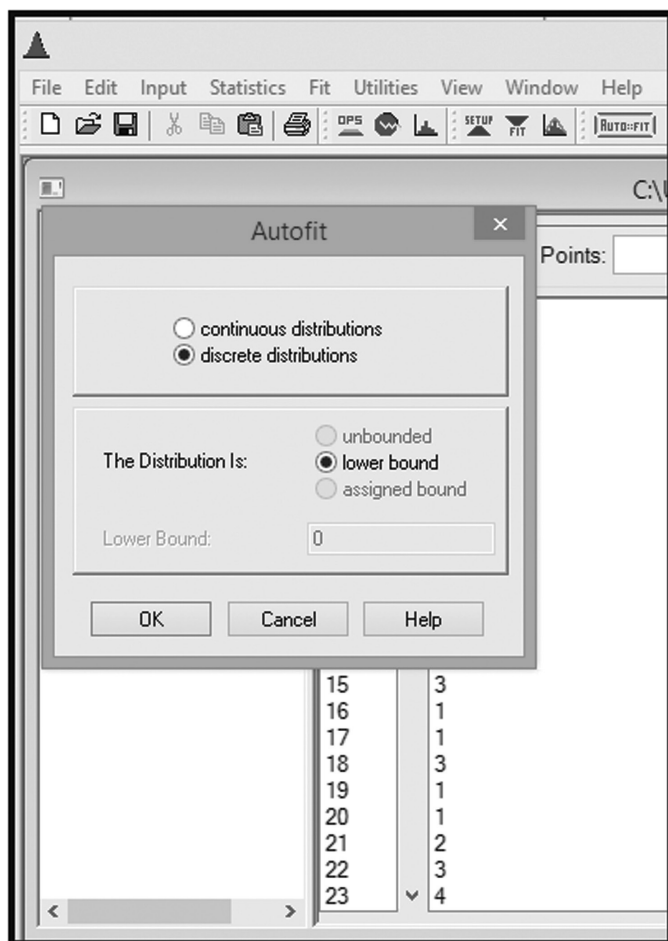 File Edit Input Statistics Fit Utilities View Window Help
OPS SETUP FIT AUTO::FIT
C:\
Autofit
Points:
continuous distributions
discrete distributions
The Distribution Is:
unbounded
lower bound
assigned bound
Lower Bound: 0
OK Cancel Help
15 3
16 1
17 1
18 3
19 1
20 1
21 2
22 3
23 4